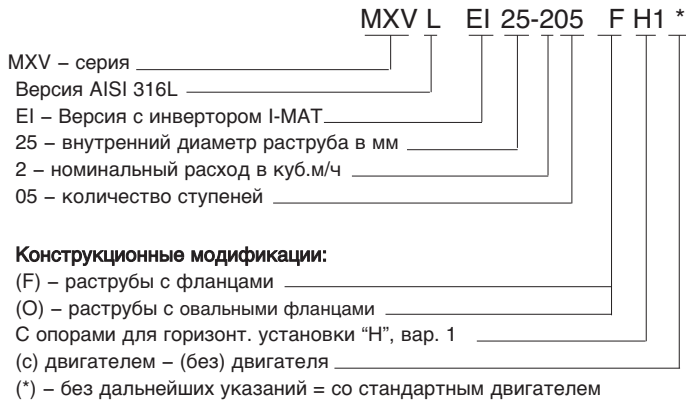 MXV L EI 25-205 F H1 *
MXV – серия
Версия AISI 316L
EI – Версия с инвертором I-MAT
25 – внутренний диаметр раструба в мм
2 – номинальный расход в куб.м/ч
05 – количество ступеней
Конструкционные модификации:
(F) – раструбы с фланцами
(O) – раструбы с овальными фланцами
С опорами для горизонт. установки “H”, вар. 1
(с) двигателем – (без) двигателя
(*) – без дальнейших указаний = со стандартным двигателем